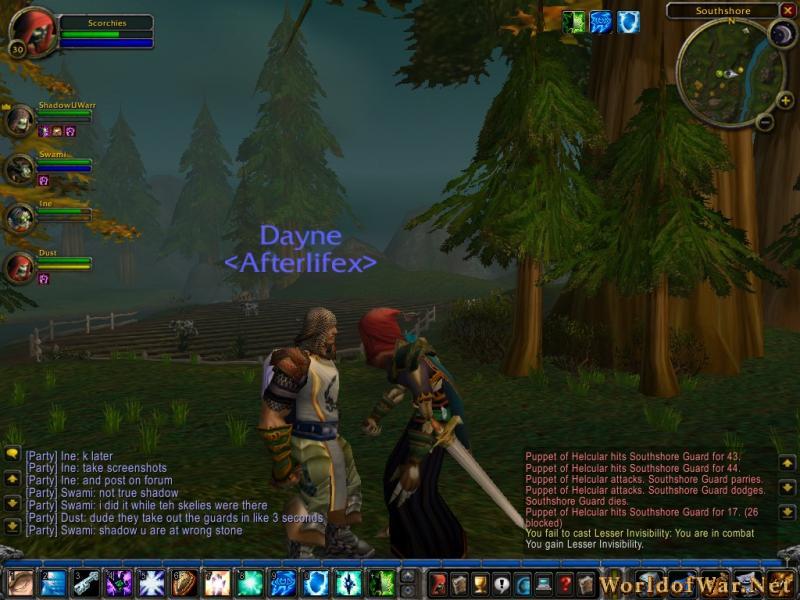 Scorchies
30
Southshore
N
ShadowUWarr
Swami
Ine
Dust
Dayne
<Afterlifex>
[Party] Ine: k later
[Party] Ine: take screenshots
[Party] Ine: and post on forum
[Party] Swami: not true shadow
[Party] Swami: i did it while teh skelies were there
[Party] Dust: dude they take out the guards in like 3 seconds
[Party] Swami: shadow u are at wrong stone
Puppet of Helcular hits Southshore Guard for 43.
Puppet of Helcular hits Southshore Guard for 44.
Puppet of Helcular attacks. Southshore Guard parries.
Puppet of Helcular attacks. Southshore Guard dodges.
Southshore Guard dies.
Puppet of Helcular hits Southshore Guard for 17. (26
blocked)
You fail to cast Lesser Invisibility: You are in combat
You gain Lesser Invisibility.
WorldofWar.Net